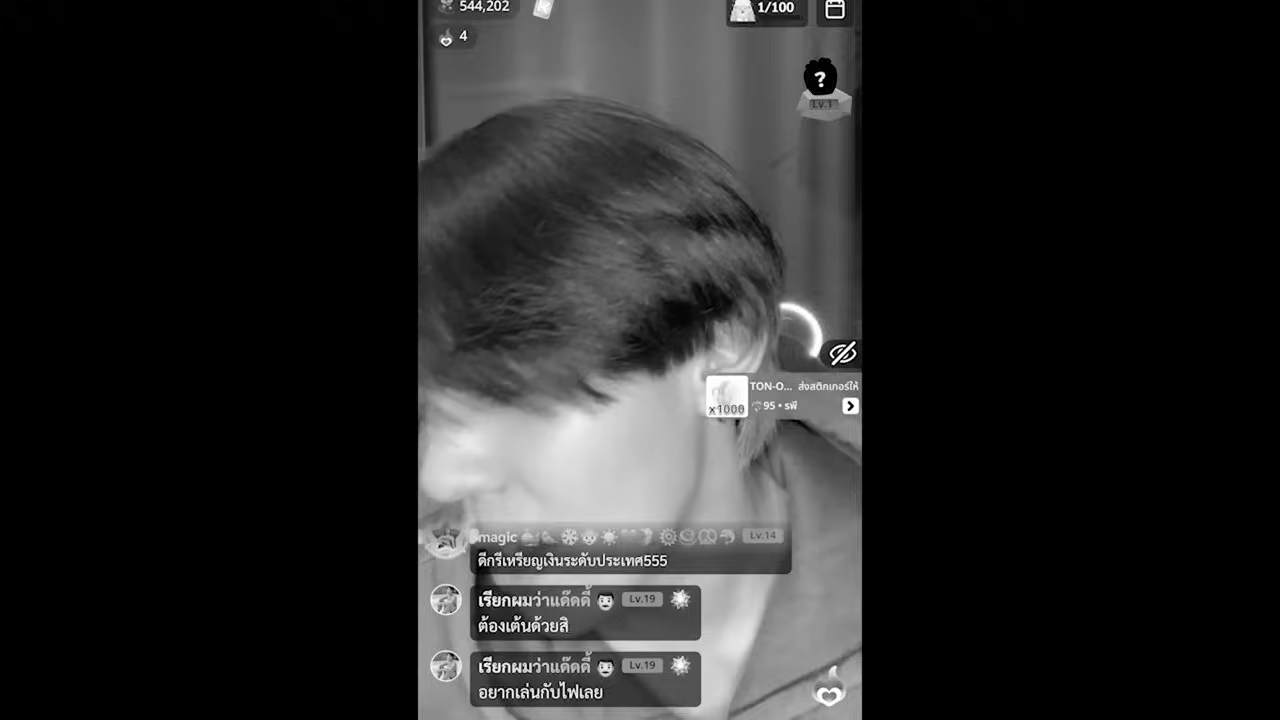 544,202
1/100
4
?
Lv.1
TON-O... ส่งสติกเกอร์ให้
x1000
95 • รพี
magic Lv.14
ดีกรีเหรียญเงินระดับประเทศ555
เรียกผมว่าแด๊ดดี้ Lv.19
ต้องเต้นด้วยสิ
เรียกผมว่าแด๊ดดี้ Lv.19
อยากเล่นกับไฟเลย